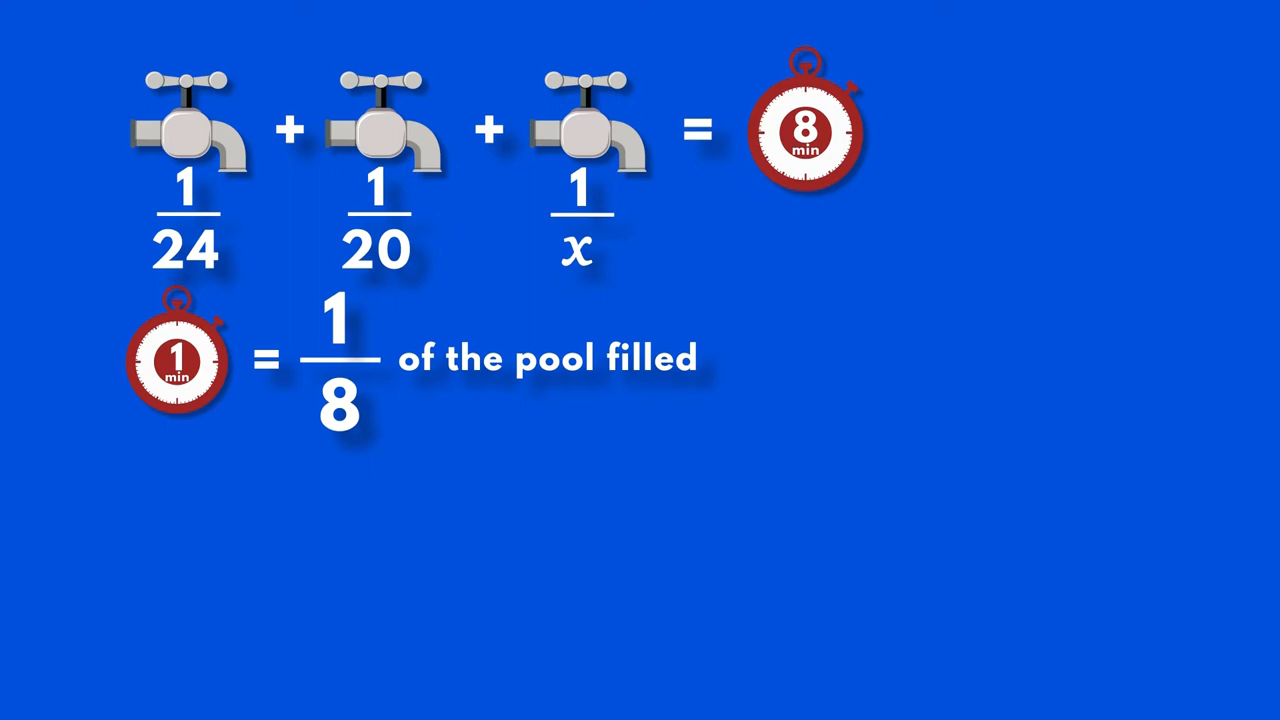 1/24 + 1/20 + 1/x = 8 min
1 min = 1/8 of the pool filled